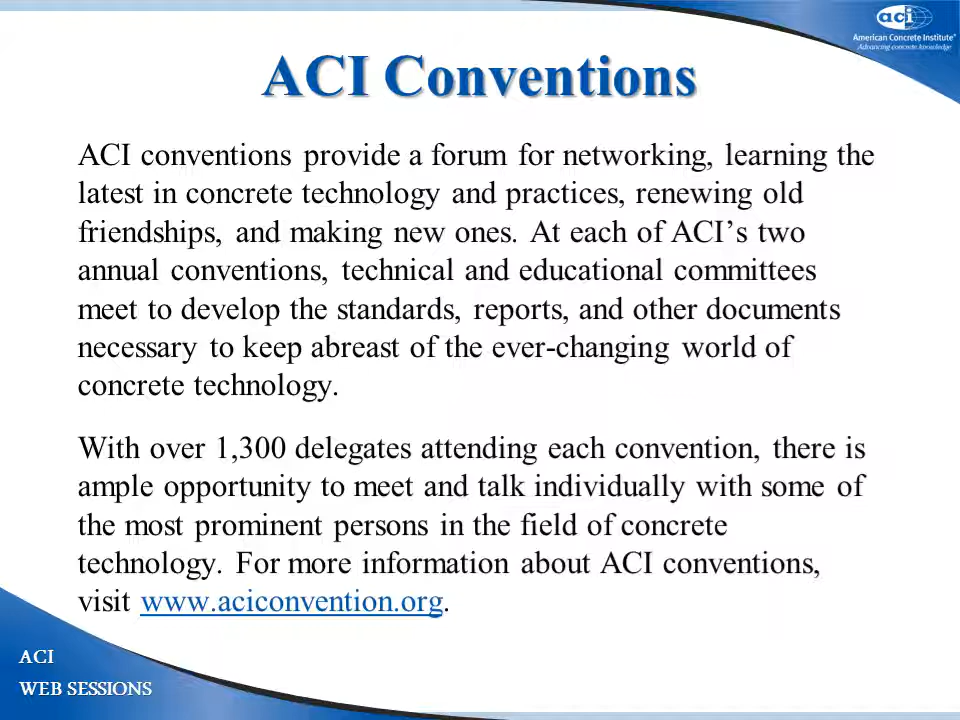 aci
American Concrete Institute®
Advancing concrete knowledge
ACI Conventions
ACI conventions provide a forum for networking, learning the
latest in concrete technology and practices, renewing old
friendships, and making new ones. At each of ACI’s two
annual conventions, technical and educational committees
meet to develop the standards, reports, and other documents
necessary to keep abreast of the ever-changing world of
concrete technology.
With over 1,300 delegates attending each convention, there is
ample opportunity to meet and talk individually with some of
the most prominent persons in the field of concrete
technology. For more information about ACI conventions,
visit www.aciconvention.org.
ACI
WEB SESSIONS